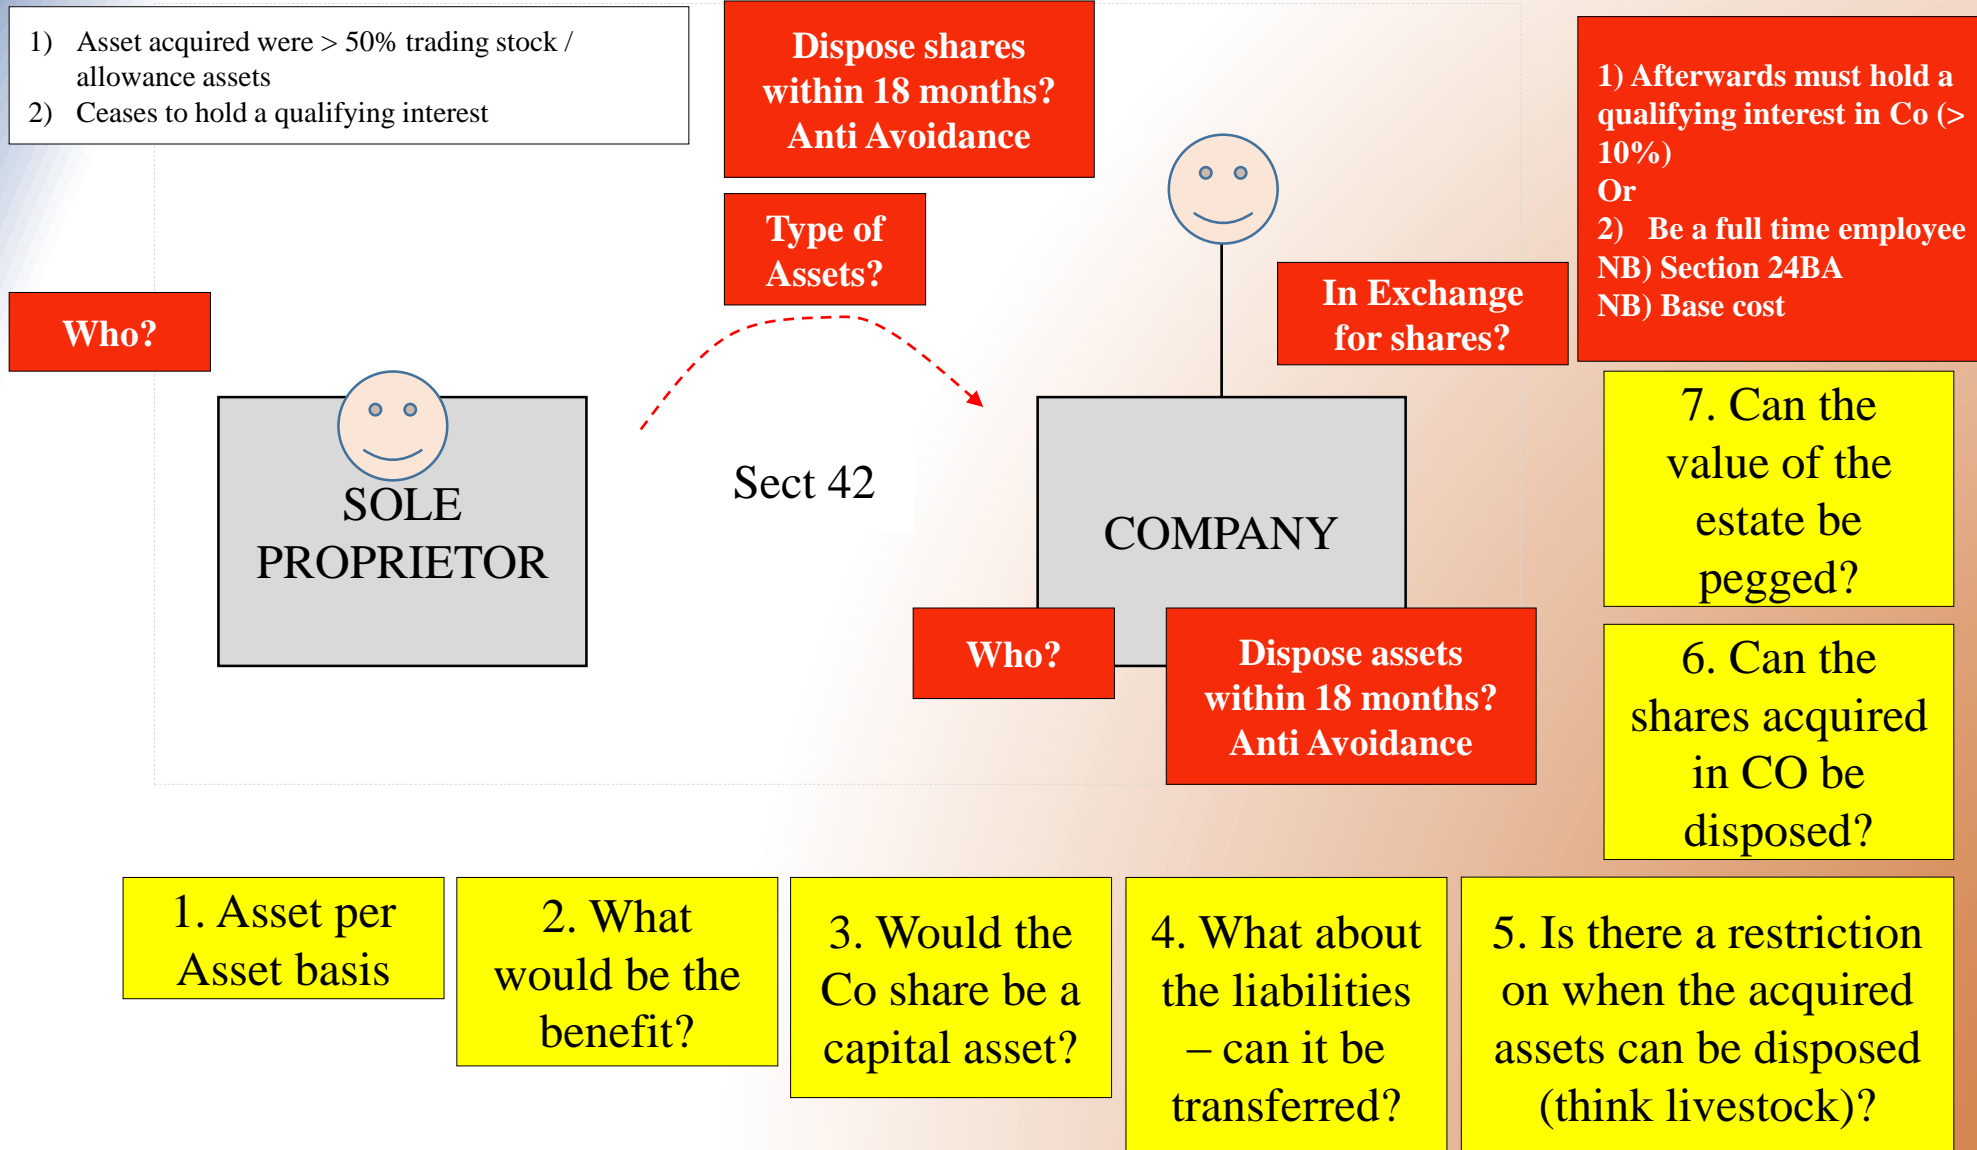 1) Asset acquired were > 50% trading stock /
allowance assets
2) Ceases to hold a qualifying interest
Dispose shares
within 18 months?
Anti Avoidance
1) Afterwards must hold a
qualifying interest in Co (>
10%)
Or
2) Be a full time employee
NB) Section 24BA
NB) Base cost
Type of
Assets?
In Exchange
for shares?
Who?
SOLE
PROPRIETOR
Sect 42
COMPANY
Who?
Dispose assets
within 18 months?
Anti Avoidance
7. Can the
value of the
estate be
pegged?
6. Can the
shares acquired
in CO be
disposed?
1. Asset per
Asset basis
2. What
would be the
benefit?
3. Would the
Co share be a
capital asset?
4. What about
the liabilities
– can it be
transferred?
5. Is there a restriction
on when the acquired
assets can be disposed
(think livestock)?